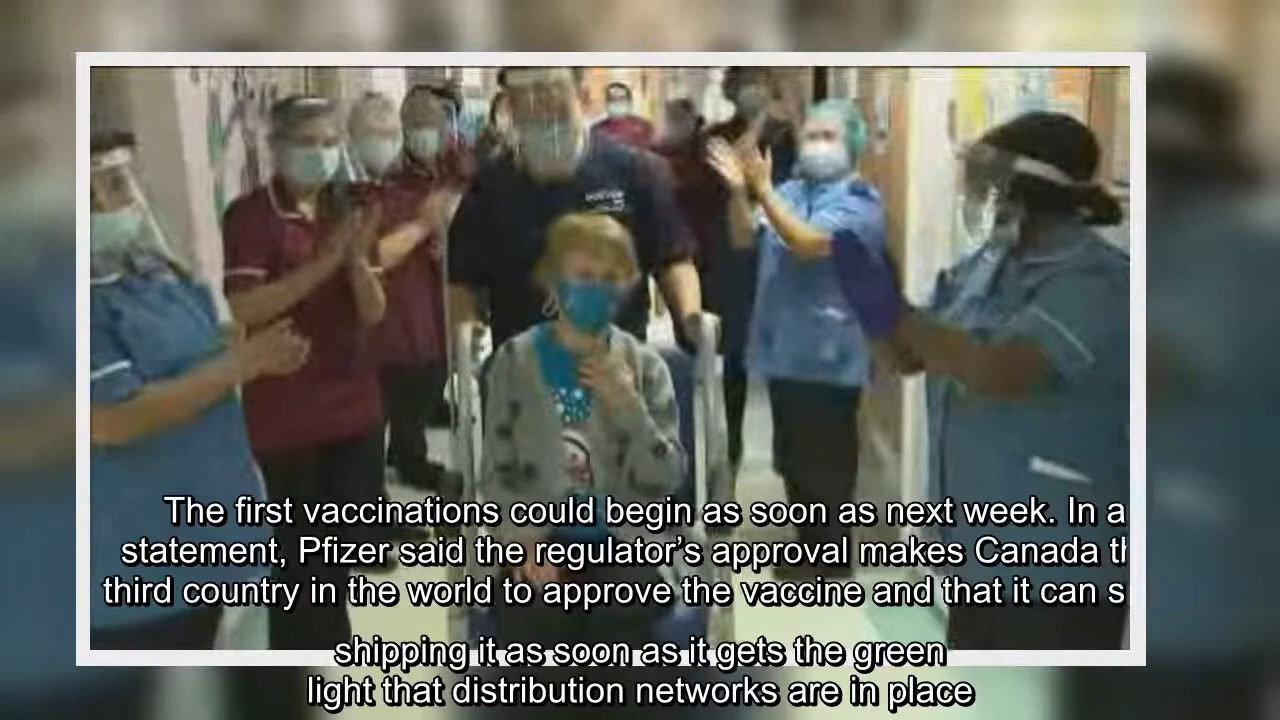 The first vaccinations could begin as soon as next week. In a
statement, Pfizer said the regulator’s approval makes Canada th
third country in the world to approve the vaccine and that it can s
shipping it as soon as it gets the green
light that distribution networks are in place